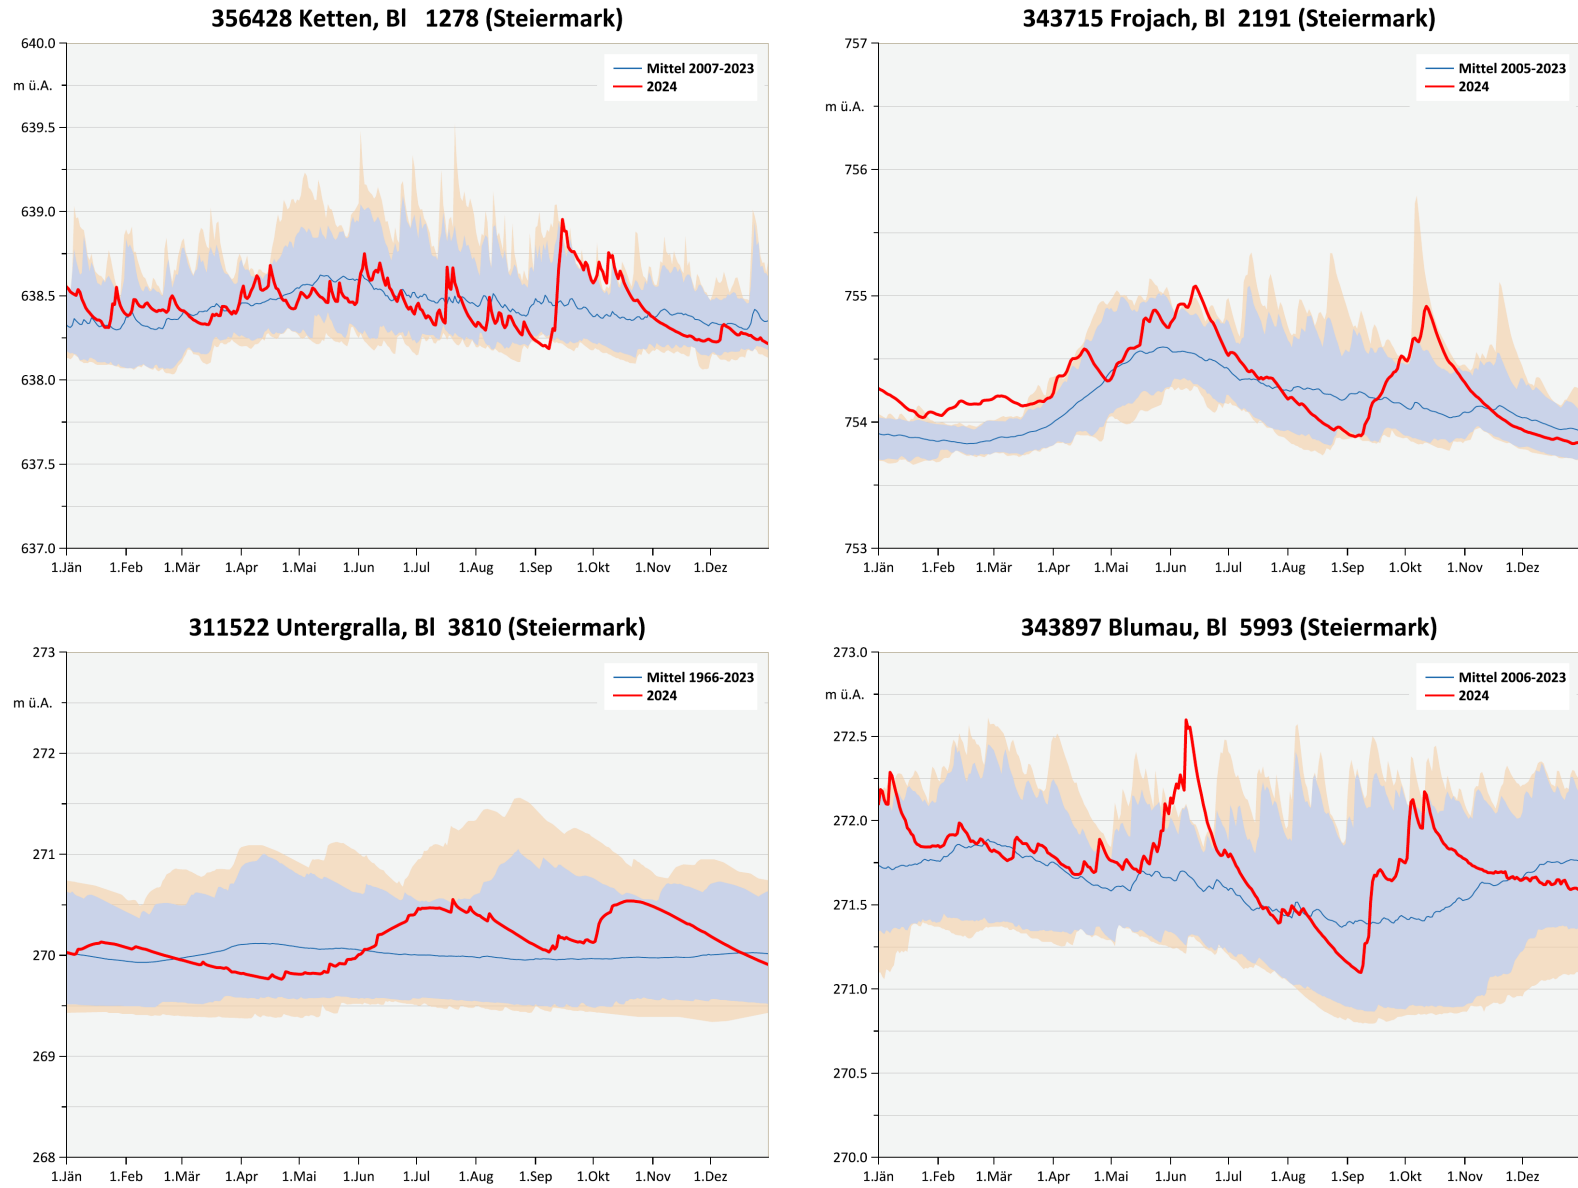 356428 Ketten, Bl 1278 (Steiermark)
640.0
m ü.A.
639.5
639.0
638.5
638.0
637.5
637.0
Mittel 2007-2023
2024
1.Jän 1.Feb 1.Mär 1.Apr 1.Mai 1.Jun 1.Jul 1.Aug 1.Sep 1.Okt 1.Nov 1.Dez
343715 Frojach, Bl 2191 (Steiermark)
757
m ü.A.
756
755
754
753
Mittel 2005-2023
2024
1.Jän 1.Feb 1.Mär 1.Apr 1.Mai 1.Jun 1.Jul 1.Aug 1.Sep 1.Okt 1.Nov 1.Dez
311522 Untergralla, Bl 3810 (Steiermark)
273
m ü.A.
272
271
270
269
268
Mittel 1966-2023
2024
1.Jän 1.Feb 1.Mär 1.Apr 1.Mai 1.Jun 1.Jul 1.Aug 1.Sep 1.Okt 1.Nov 1.Dez
343897 Blumau, Bl 5993 (Steiermark)
273.0
m ü.A.
272.5
272.0
271.5
271.0
270.5
270.0
Mittel 2006-2023
2024
1.Jän 1.Feb 1.Mär 1.Apr 1.Mai 1.Jun 1.Jul 1.Aug 1.Sep 1.Okt 1.Nov 1.Dez